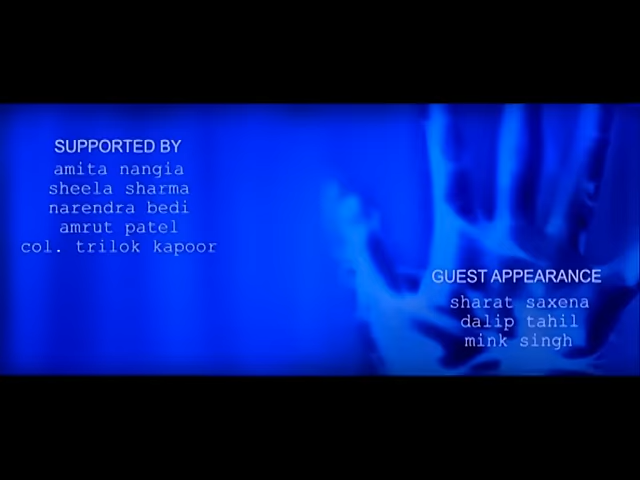 SUPPORTED BY
amita nangia
sheela sharma
narendra bedi
amrut patel
col. trilok kapoor
GUEST APPEARANCE
sharat saxena
dalip tahil
mink singh